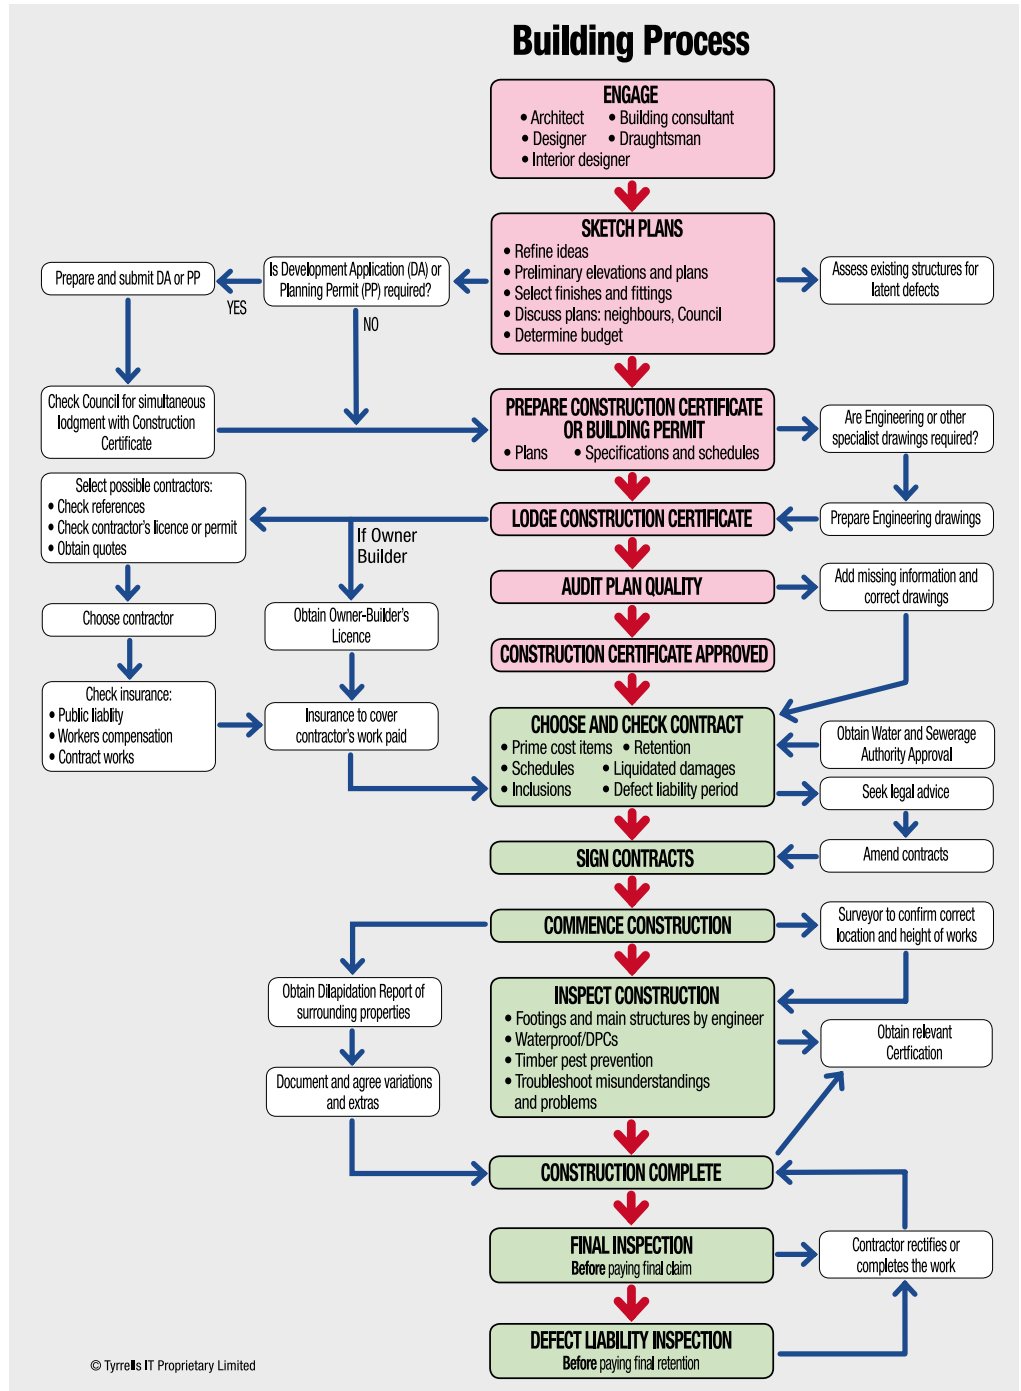 Building Process
ENGAGE
• Architect • Building consultant
• Designer • Draughtsman
• Interior designer
SKETCH PLANS
• Refine ideas
• Preliminary elevations and plans
• Select finishes and fittings
• Discuss plans: neighbours, Council
• Determine budget
Prepare and submit DA or PP
YES
Is Development Application (DA) or
Planning Permit (PP) required?
NO
Assess existing structures for
latent defects
Check Council for simultaneous
lodgment with Construction
Certificate
PREPARE CONSTRUCTION CERTIFICATE
OR BUILDING PERMIT
• Plans • Specifications and schedules
Are Engineering or other
specialist drawings required?
Select possible contractors:
• Check references
• Check contractor's licence or permit
• Obtain quotes
If Owner
Builder
LODGE CONSTRUCTION CERTIFICATE
Prepare Engineering drawings
AUDIT PLAN QUALITY
Add missing information and
correct drawings
Choose contractor
Obtain Owner-Builder's
Licence
CONSTRUCTION CERTIFICATE APPROVED
Check insurance:
• Public liablity
• Workers compensation
• Contract works
Insurance to cover
contractor's work paid
CHOOSE AND CHECK CONTRACT
• Prime cost items • Retention
• Schedules • Liquidated damages
• Inclusions • Defect liability period
Obtain Water and Sewerage
Authority Approval
Seek legal advice
SIGN CONTRACTS
Amend contracts
COMMENCE CONSTRUCTION
Surveyor to confirm correct
location and height of works
Obtain Dilapidation Report of
surrounding properties
INSPECT CONSTRUCTION
• Footings and main structures by engineer
• Waterproof/DPCs
• Timber pest prevention
• Troubleshoot misunderstandings
and problems
Obtain relevant
Certfication
Document and agree variations
and extras
CONSTRUCTION COMPLETE
FINAL INSPECTION
Before paying final claim
Contractor rectifies or
completes the work
DEFECT LIABILITY INSPECTION
Before paying final retention
© Tyrrells IT Proprietary Limited